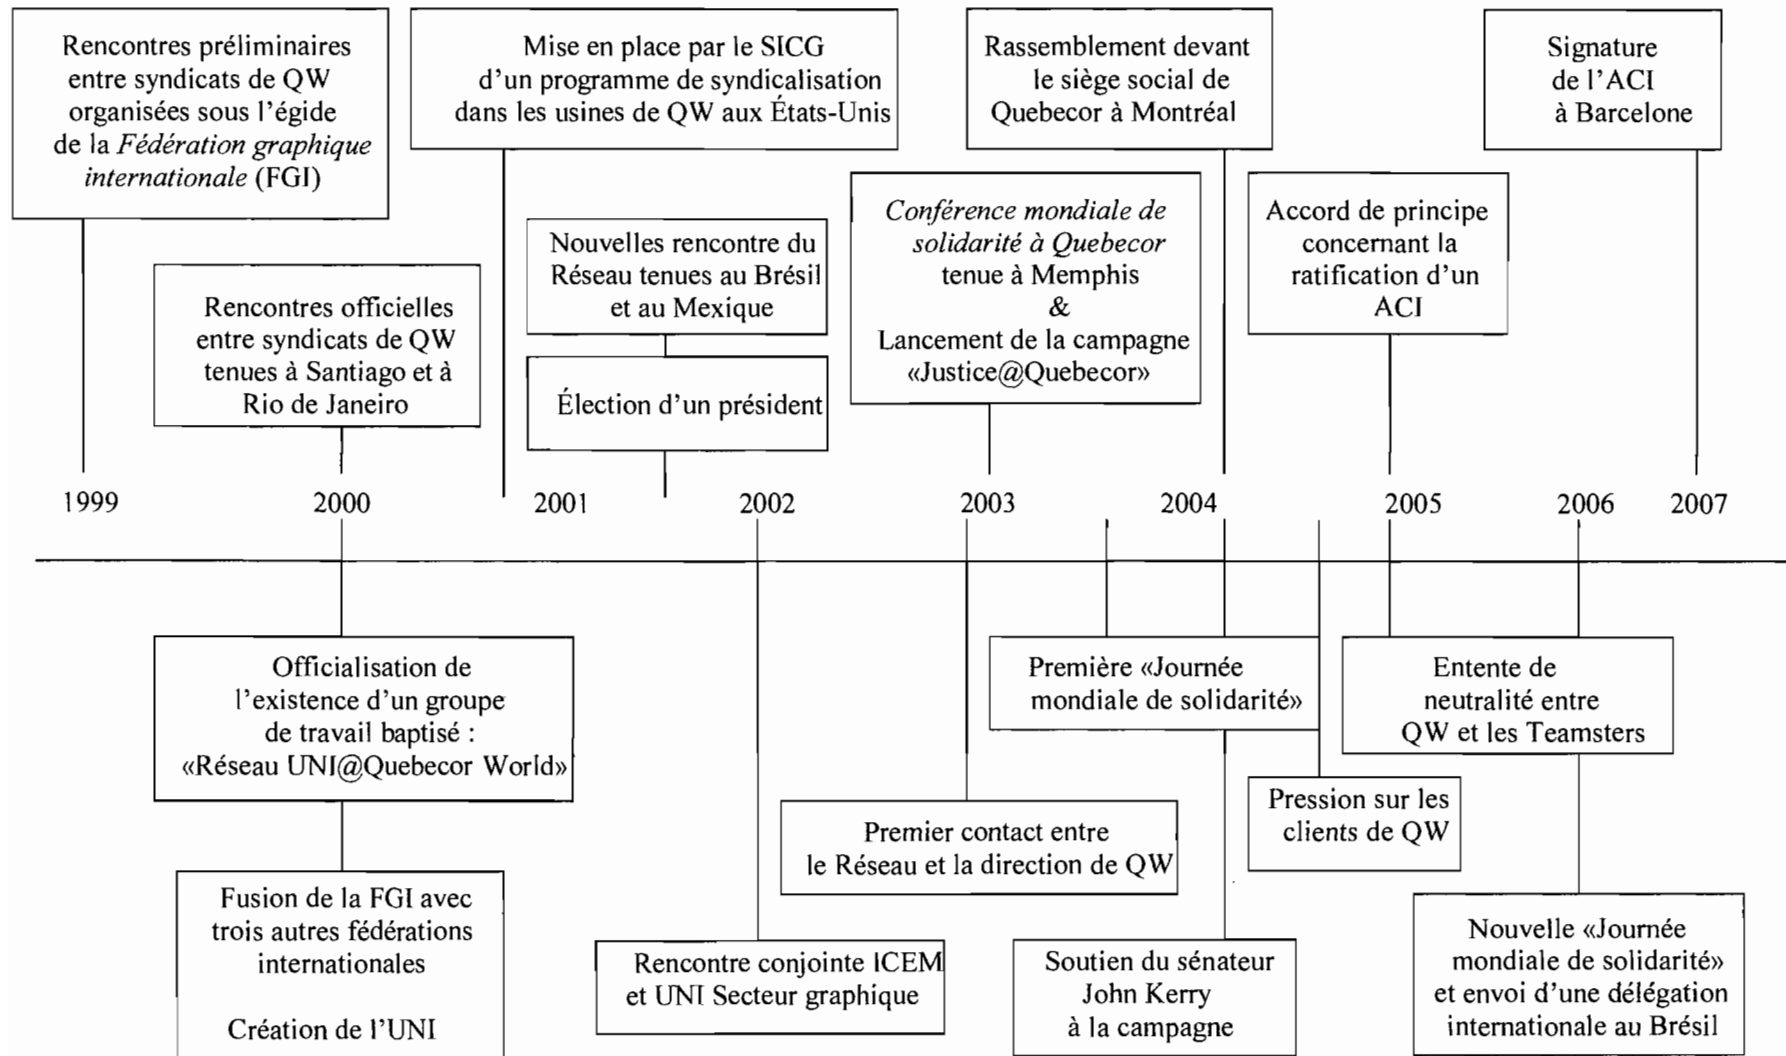 Rencontres préliminaires
entre syndicats de QW
organisées sous l'égide
de la Fédération graphique
internationale (FGI)
Mise en place par le SICG
d'un programme de syndicalisation
dans les usines de QW aux États-Unis
Rassemblement devant
le siège social de
Quebecor à Montréal
Signature
de l'ACI
à Barcelone
Rencontres officielles
entre syndicats de QW
tenues à Santiago et à
Rio de Janeiro
Nouvelles rencontre du
Réseau tenues au Brésil
et au Mexique
Élection d'un président
Conférence mondiale de
solidarité à Quebecor
tenue à Memphis
&
Lancement de la campagne
«Justice@Quebecor»
Accord de principe
concernant la
ratification d'un
ACI
1999 2000 2001 2002 2003 2004 2005 2006 2007
Officialisation de
l'existence d'un groupe
de travail baptisé :
«Réseau UNI@Quebecor World»
Fusion de la FGI avec
trois autres fédérations
internationales
Création de l'UNI
Rencontre conjointe ICEM
et UNI Secteur graphique
Premier contact entre
le Réseau et la direction de QW
Première «Journée
mondiale de solidarité»
Soutien du sénateur
John Kerry
à la campagne
Pression sur les
clients de QW
Entente de
neutralité entre
QW et les Teamsters
Nouvelle «Journée
mondiale de solidarité»
et envoi d'une délégation
internationale au Brésil